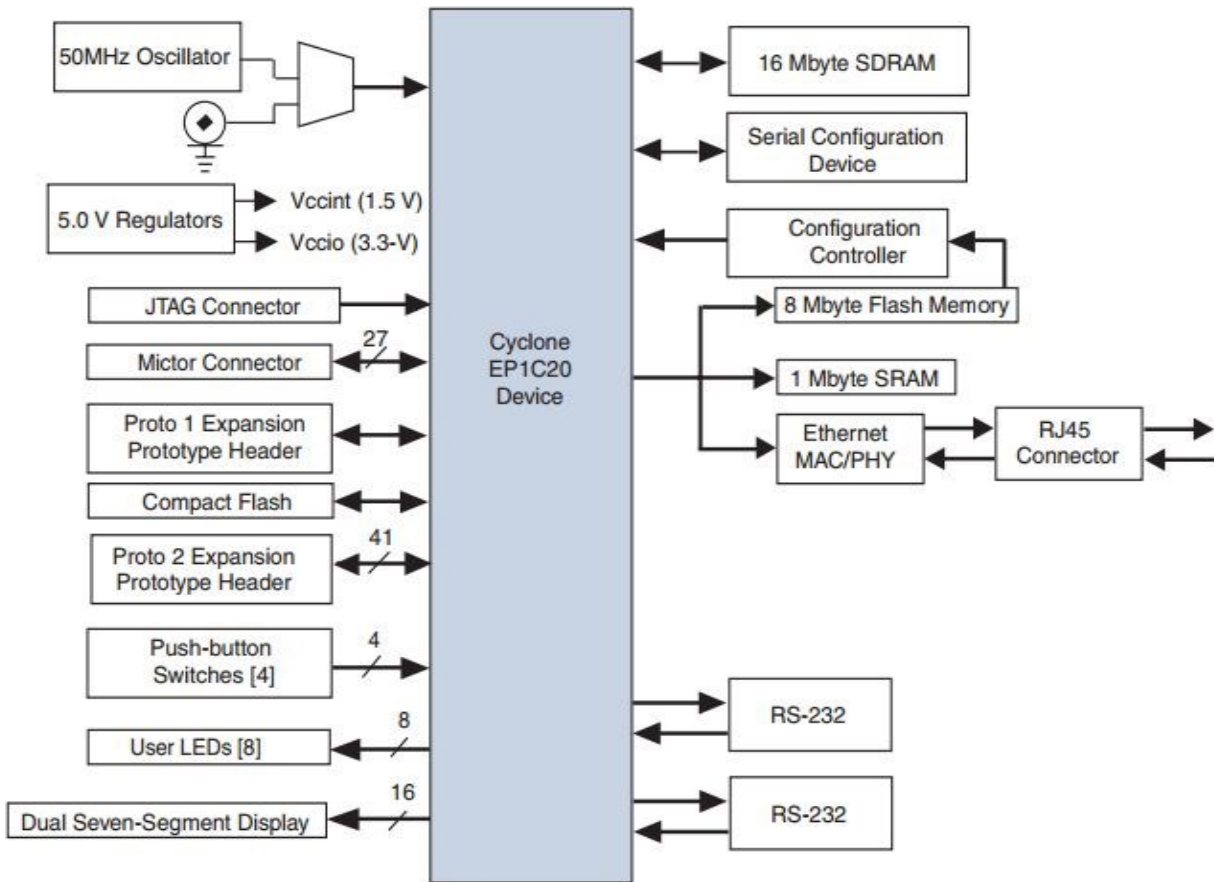 50MHz Oscillator
5.0 V Regulators
Vccint (1.5 V)
Vccio (3.3-V)
JTAG Connector
Mictor Connector
27
Proto 1 Expansion
Prototype Header
Compact Flash
Proto 2 Expansion
Prototype Header
41
Push-button
Switches [4]
4
User LEDs [8]
8
Dual Seven-Segment Display
16
Cyclone
EP1C20
Device
16 Mbyte SDRAM
Serial Configuration
Device
Configuration
Controller
8 Mbyte Flash Memory
1 Mbyte SRAM
Ethernet
MAC/PHY
RJ45
Connector
RS-232
RS-232